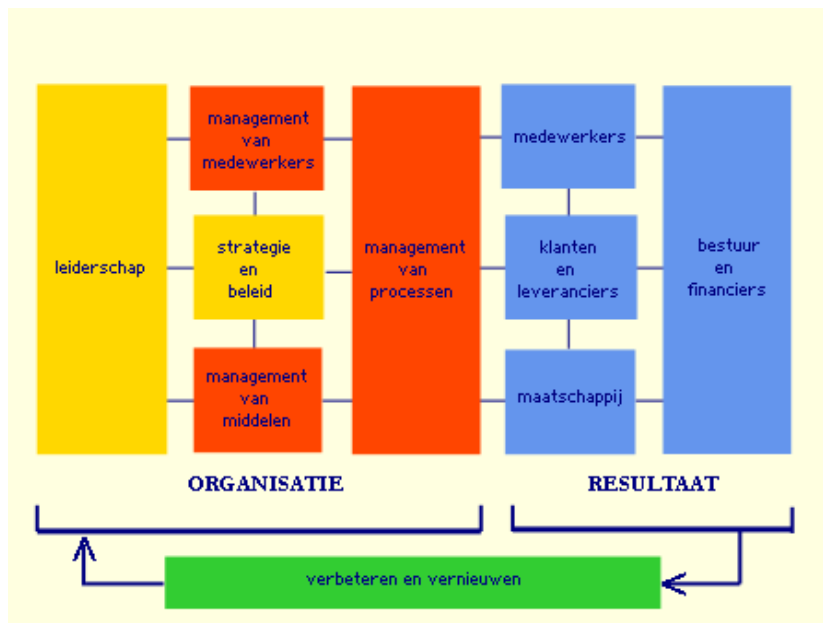 leiderschap
management
van
medewerkers
strategie
en
beleid
management
van
middelen
management
van
processen
medewerkers
klanten
en
leveranciers
maatschappij
bestuur
en
financiers
ORGANISATIE
RESULTAAT
verbeteren en vernieuwen